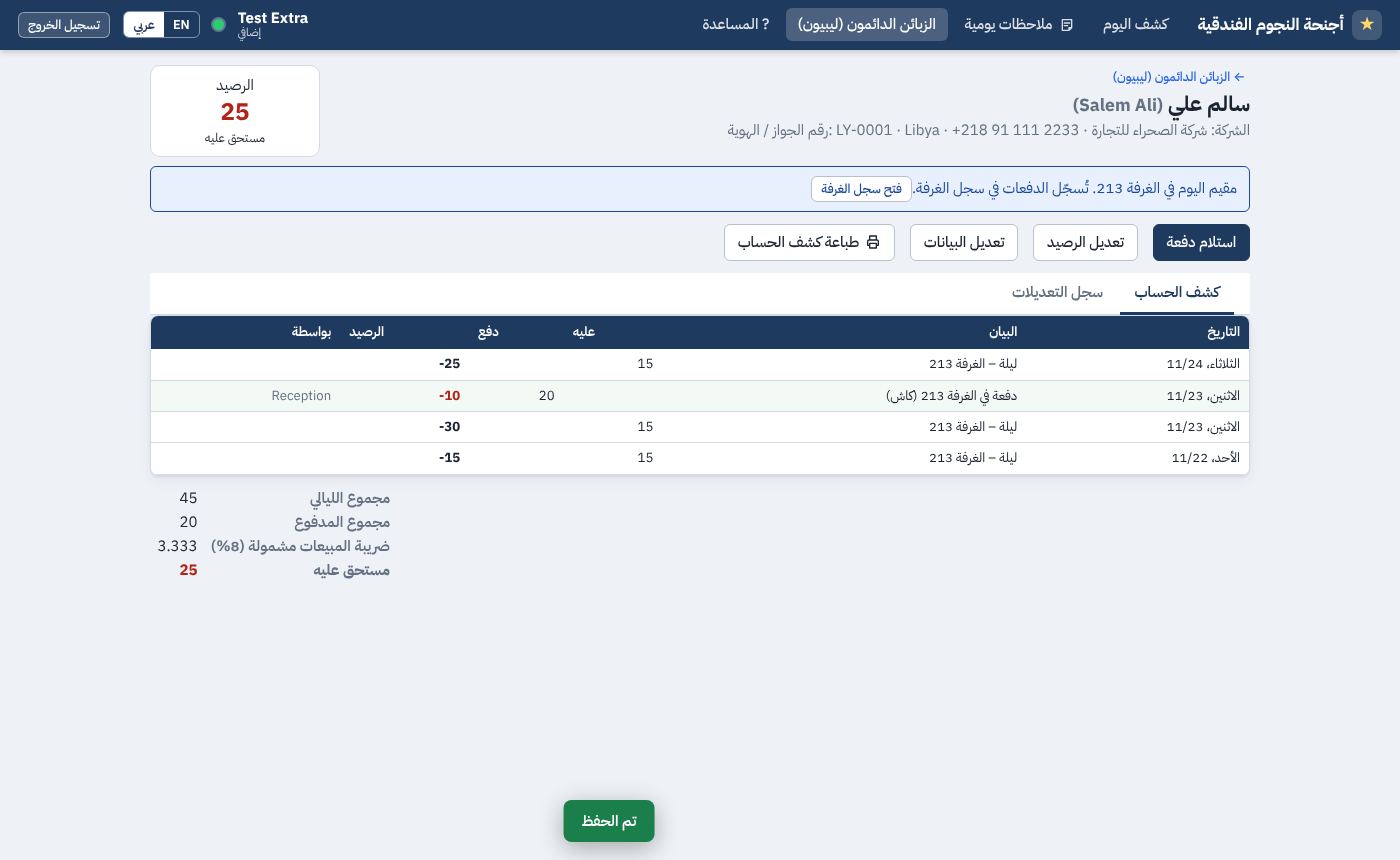 أجنحة النجوم الفندقية
كشف اليوم
ملاحظات يومية
الزبائن الدائمون (ليبيون)
? المساعدة
Test Extra
إضافي
EN
عربي
تسجيل الخروج
← الزبائن الدائمون (ليبيون)
سالم علي (Salem Ali)
الشركة: شركة الصحراء للتجارة · رقم الجواز / الهوية: LY-0001 · Libya · +218 91 111 2233
الرصيد
25
مستحق عليه
مقيم اليوم في الغرفة 213. تُسجّل الدفعات في سجل الغرفة. فتح سجل الغرفة
استلام دفعة
تعديل الرصيد
تعديل البيانات
طباعة كشف الحساب
كشف الحساب
سجل التعديلات
التاريخ البيان عليه دفع الرصيد بواسطة
الثلاثاء، 11/24 ليلة – الغرفة 213 15 -25
الاثنين، 11/23 دفعة في الغرفة 213 (كاش) 20 -10 Reception
الاثنين، 11/23 ليلة – الغرفة 213 15 -30
الأحد، 11/22 ليلة – الغرفة 213 15 -15
مجموع الليالي 45
مجموع المدفوع 20
ضريبة المبيعات مشمولة (8%) 3.333
مستحق عليه 25
تم الحفظ